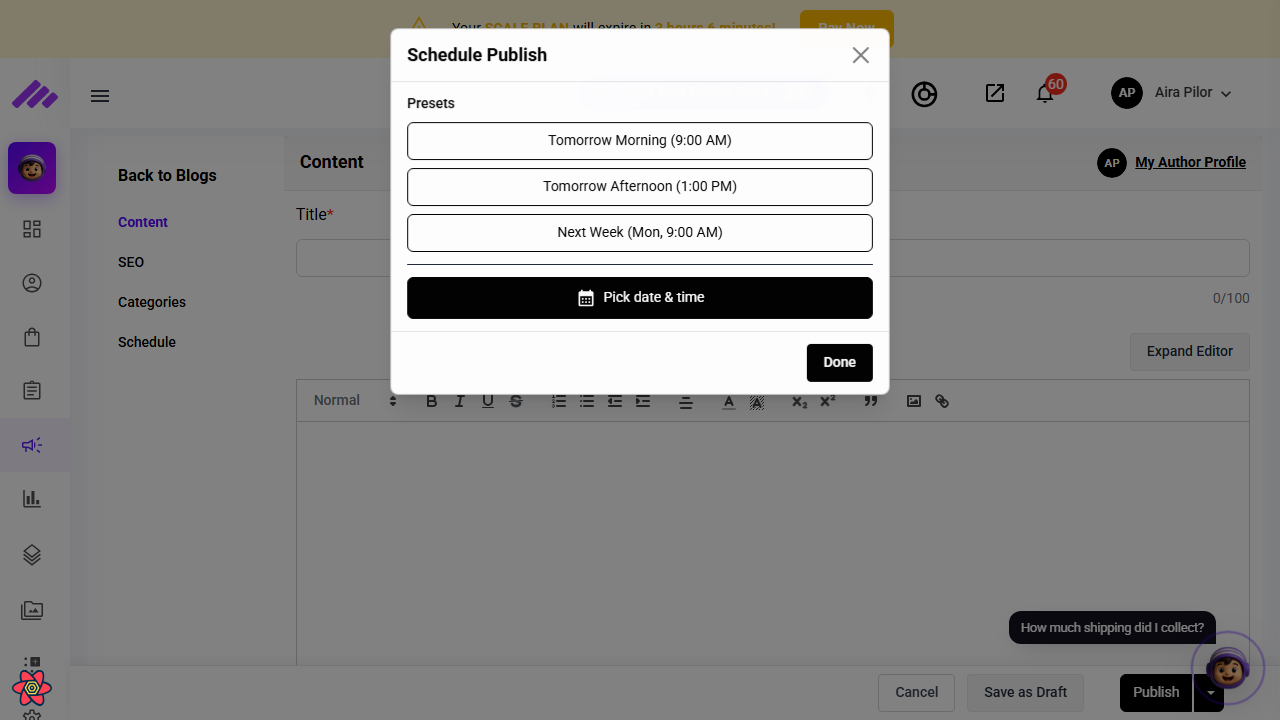 Your SCALE PLAN will expire in 3 hours 6 minutes!
Pay Now
Schedule Publish
Presets
Tomorrow Morning (9:00 AM)
Tomorrow Afternoon (1:00 PM)
Next Week (Mon, 9:00 AM)
Pick date & time
Done
60
AP
Aira Pilor
Back to Blogs
Content
SEO
Categories
Schedule
Content
AP
My Author Profile
Title*
0/100
Expand Editor
Normal
How much shipping did I collect?
Cancel
Save as Draft
Publish